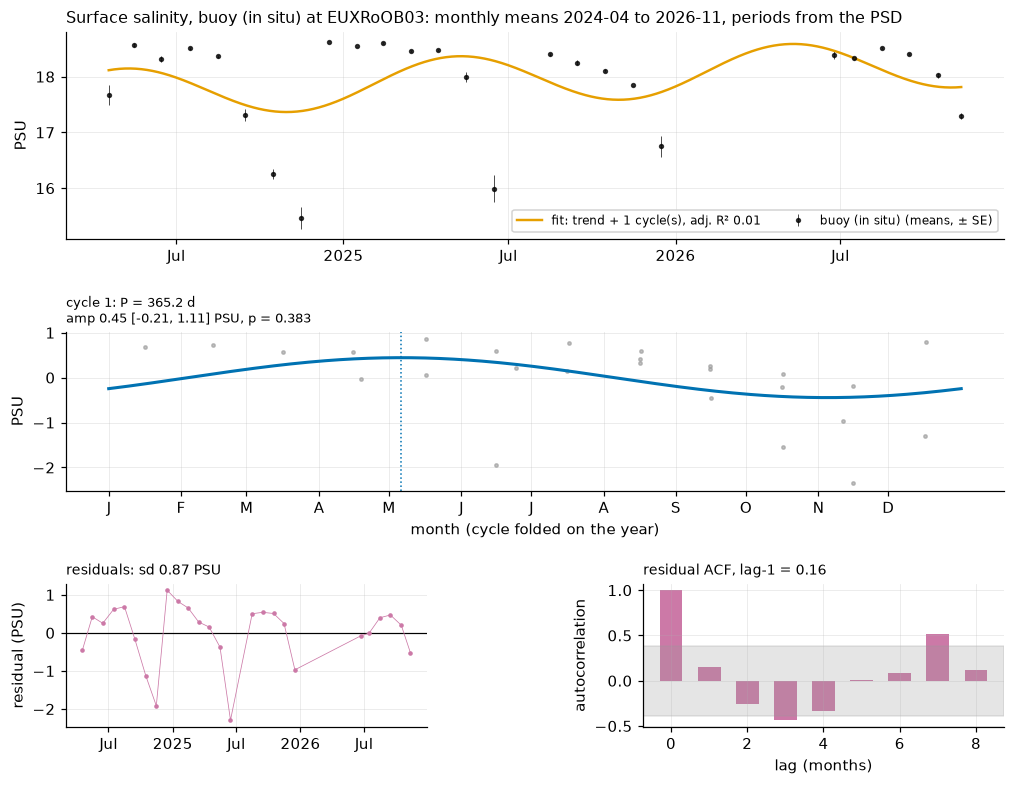 Surface salinity, buoy (in situ) at EUXRoOB03: monthly means 2024-04 to 2026-11, periods from the PSD
18
17
16
PSU
fit: trend + 1 cycle(s), adj. R² 0.01
buoy (in situ) (means, ± SE)
Jul
2025
Jul
2026
Jul
cycle 1: P = 365.2 d
amp 0.45 [-0.21, 1.11] PSU, p = 0.383
1
0
−1
−2
PSU
J
F
M
A
M
J
J
A
S
O
N
D
month (cycle folded on the year)
residuals: sd 0.87 PSU
1
0
−1
−2
residual (PSU)
Jul
2025
Jul
2026
Jul
residual ACF, lag-1 = 0.16
1.0
0.5
0.0
−0.5
autocorrelation
0
2
4
6
8
lag (months)